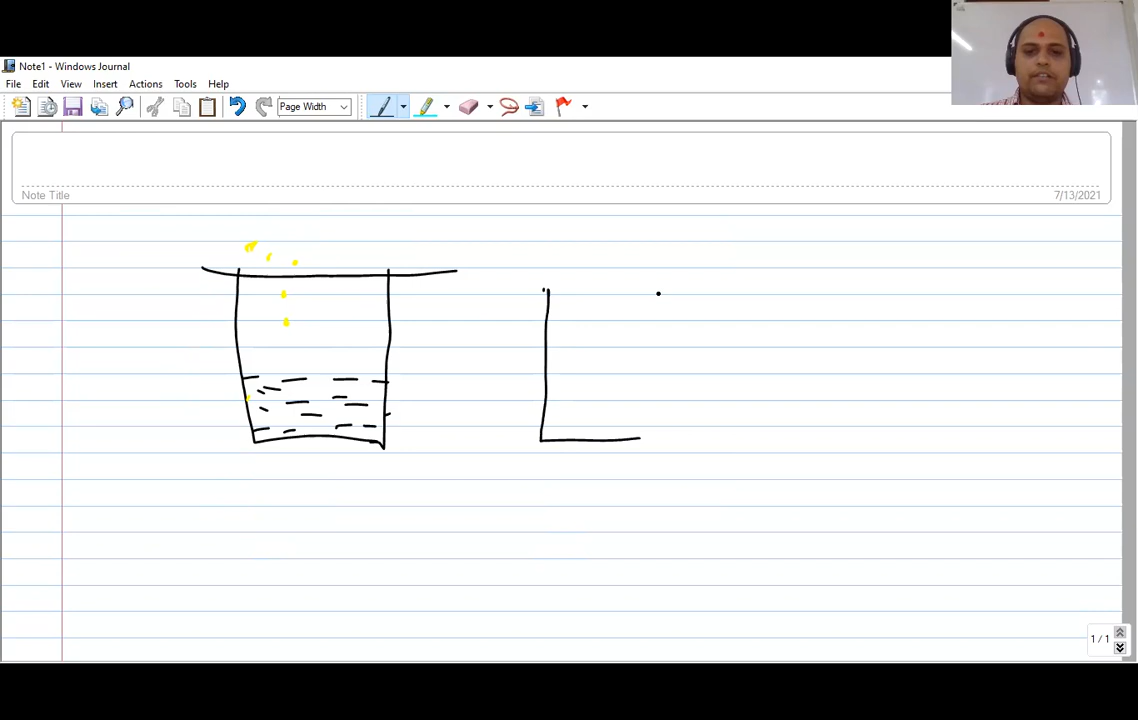 Note1 - Windows Journal
File Edit View Insert Actions Tools Help
Page Width
Note Title
7/13/2021
1 / 1